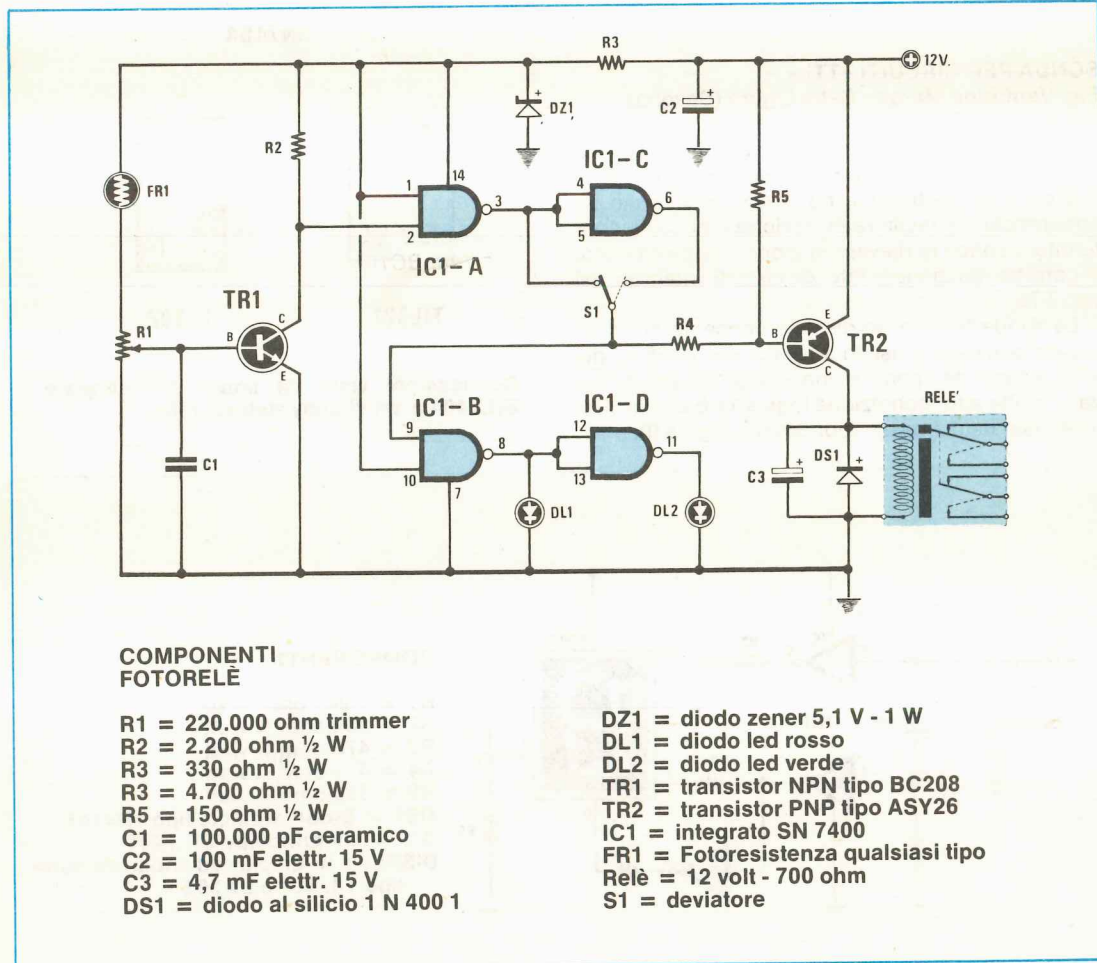 R3
12V.
FR1
R2
DZ1
+
C2
+
IC1-C
R5
1
14
2
3
4
5
6
IC1-A
S1
TR1
R1
B
C
E
C1
R4
B
E
C
TR2
IC1-B
IC1-D
9
10
8
7
12
13
11
DL1
DL2
C3
+
DS1
+
RELE'
COMPONENTI
FOTORELÈ
R1 = 220.000 ohm trimmer
R2 = 2.200 ohm ½ W
R3 = 330 ohm ½ W
R3 = 4.700 ohm ½ W
R5 = 150 ohm ½ W
C1 = 100.000 pF ceramico
C2 = 100 mF elettr. 15 V
C3 = 4,7 mF elettr. 15 V
DS1 = diodo al silicio 1 N 400 1
DZ1 = diodo zener 5,1 V - 1 W
DL1 = diodo led rosso
DL2 = diodo led verde
TR1 = transistor NPN tipo BC208
TR2 = transistor PNP tipo ASY26
IC1 = integrato SN 7400
FR1 = Fotoresistenza qualsiasi tipo
Relè = 12 volt - 700 ohm
S1 = deviatore